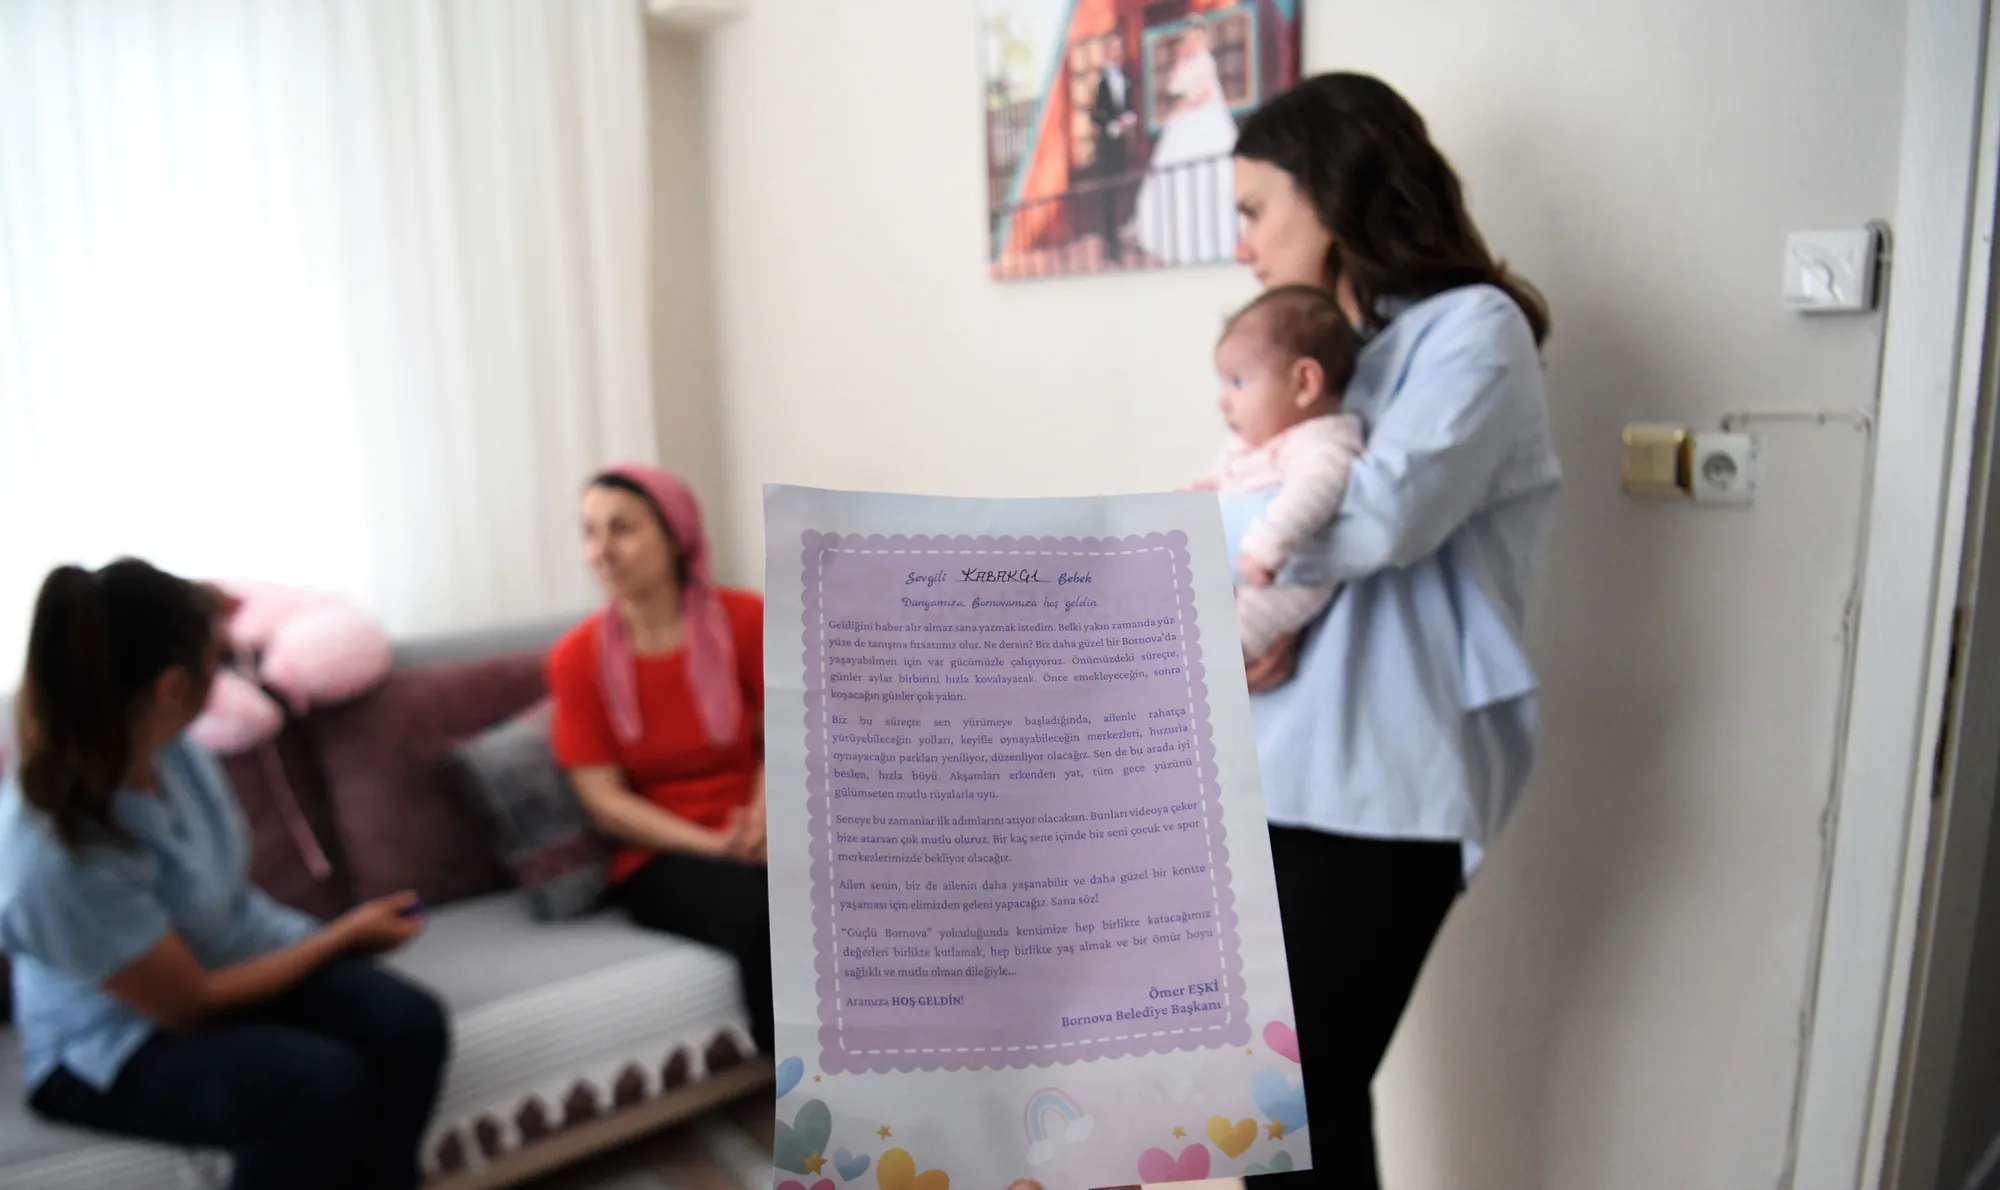 Sevgili KABAKÇI Bebek
Dünyamıza, Bornovamıza hoş geldin.
Geldiğini haber alır almaz sana yazmak istedim. Belki yakın zamanda yüz
yüze de tanışma fırsatımız olur. Ne dersin? Biz daha güzel bir Bornova'da
yaşayabilmen için var gücümüzle çalışıyoruz. Önümüzdeki süreçte,
günler aylar birbirini hızla kovalayacak. Önce emekleyeceğin, sonra
koşacağın günler çok yakın.
Biz bu süreçte sen yürümeye başladığında, ailenle rahatça
yürüyebileceğin yolları, keyifle oynayabileceğin merkezleri, huzurla
oynayacağın parkları yeniliyor, düzenliyor olacağız. Sen de bu arada iyi
beslen, hızla büyü. Akşamları erkenden yat, tüm gece yüzünü
gülümseten mutlu rüyalarla uyu.
Seneye bu zamanlar ilk adımlarını atıyor olacaksın. Bunları videoya çeker
bize atarsan çok mutlu oluruz. Bir kaç sene içinde biz seni çocuk ve spor
merkezlerimizde bekliyor olacağız.
Ailen senin, biz de ailenin daha yaşanabilir ve daha güzel bir kentte
yaşaması için elimizden geleni yapacağız. Sana söz!
"Güçlü Bornova" yolculuğunda kentimize hep birlikte katacağımız
değerleri birlikte kutlamak, hep birlikte yaş almak ve bir ömür boyu
sağlıklı ve mutlu olman dileğiyle...
Aramıza HOŞ GELDİN!
Ömer EŞKİ
Bornova Belediye Başkanı